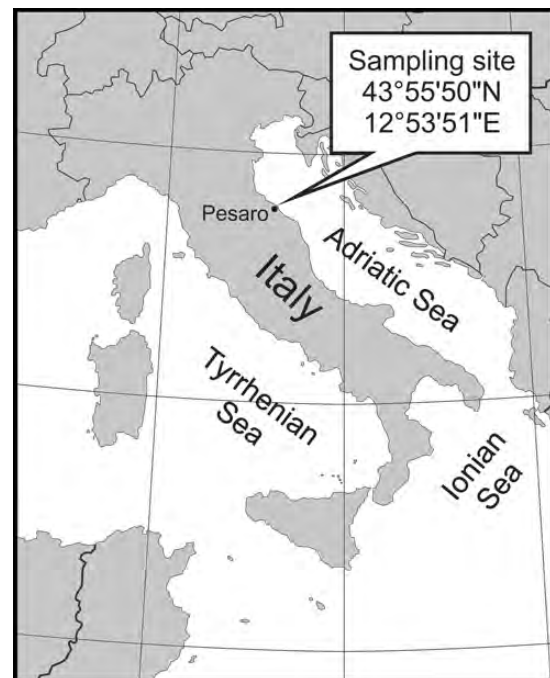 Sampling site
43°55'50"N
12°53'51"E
Pesaro
Adriatic Sea
Italy
Tyrrhenian
Sea
Ionian
Sea